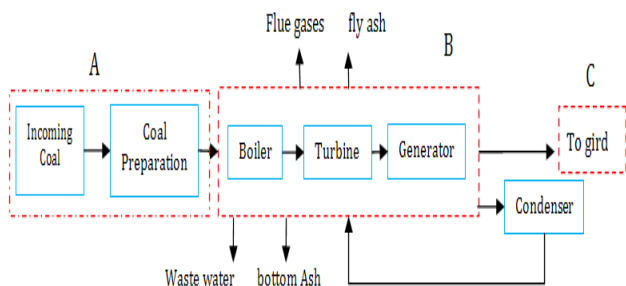 Flue gases
fly ash
A
B
C
Incoming
Coal
Coal
Preparation
Boiler
Turbine
Generator
To gird
Condenser
Waste water
bottom Ash